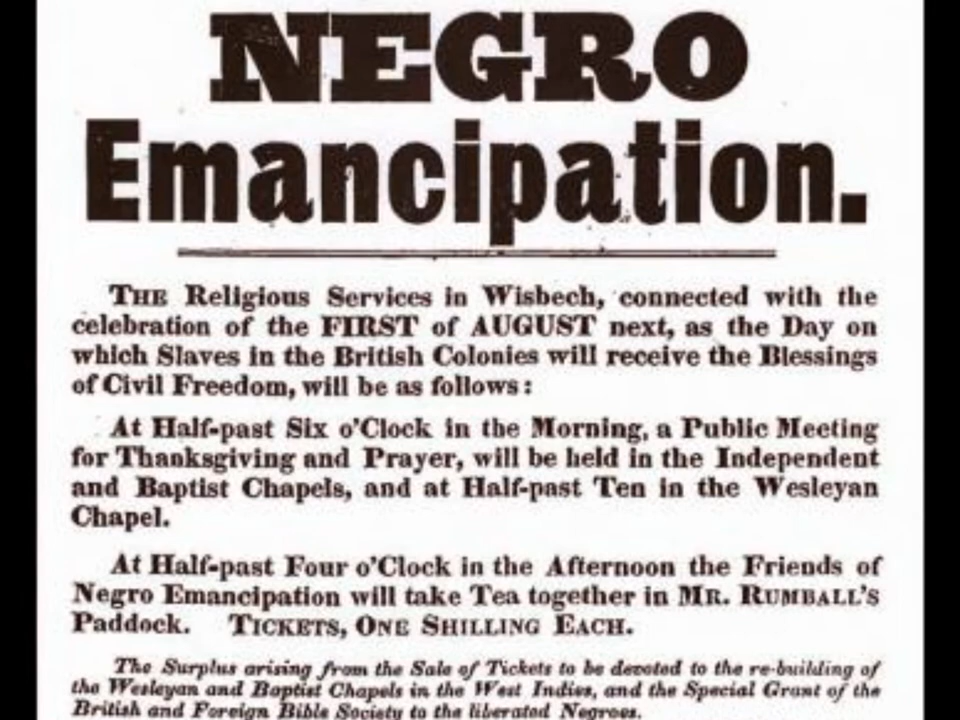 NEGRO
Emancipation.
THE Religious Services in Wisbech, connected with the
celebration of the FIRST of AUGUST next, as the Day on
which Slaves in the British Colonies will receive the Blessings
of Civil Freedom, will be as follows:
At Half-past Six o'Clock in the Morning, a Public Meeting
for Thanksgiving and Prayer, will be held in the Independent
and Baptist Chapels, and at Half-past Ten in the Wesleyan
Chapel.
At Half-past Four o'Clock in the Afternoon the Friends of
Negro Emancipation will take Tea together in MR. RUMBALL'S
Paddock. TICKETS, ONE SHILLING EACH.
The Surplus arising from the Sale of Tickets to be devoted to the re-building of
the Wesleyan and Baptist Chapels in the West Indies, and the Special Grant of the
British and Foreign Bible Society to the liberated Negroes.